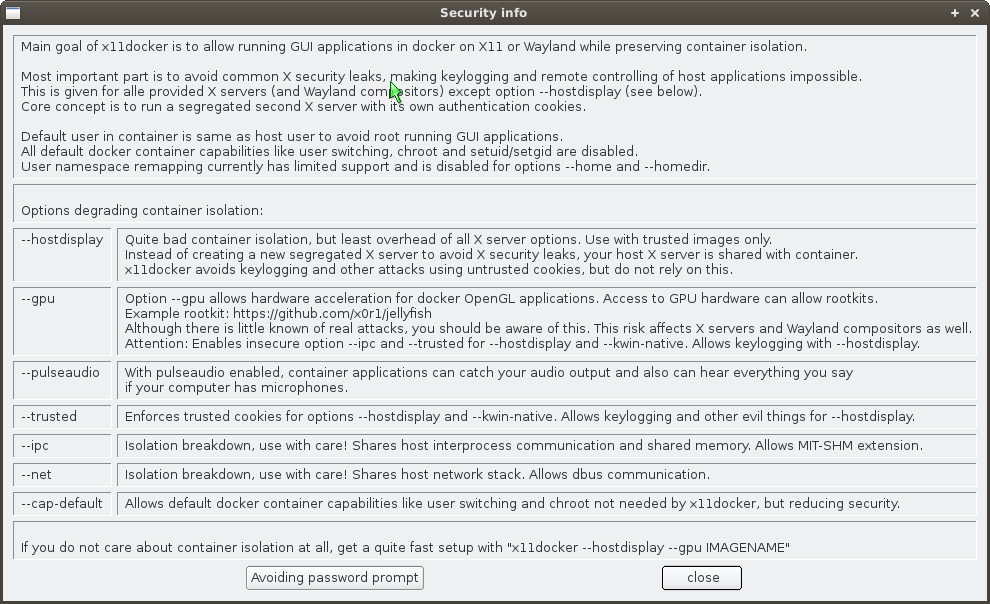 Security info
Main goal of x11docker is to allow running GUI applications in docker on X11 or Wayland while preserving container isolation.
Most important part is to avoid common X security leaks, making keylogging and remote controlling of host applications impossible.
This is given for alle provided X servers (and Wayland compositors) except option --hostdisplay (see below).
Core concept is to run a segregated second X server with its own authentication cookies.
Default user in container is same as host user to avoid root running GUI applications.
All default docker container capabilities like user switching, chroot and setuid/setgid are disabled.
User namespace remapping currently has limited support and is disabled for options --home and --homedir.
Options degrading container isolation:
--hostdisplay
Quite bad container isolation, but least overhead of all X server options. Use with trusted images only.
Instead of creating a new segregated X server to avoid X security leaks, your host X server is shared with container.
x11docker avoids keylogging and other attacks using untrusted cookies, but do not rely on this.
--gpu
Option --gpu allows hardware acceleration for docker OpenGL applications. Access to GPU hardware can allow rootkits.
Example rootkit: https://github.com/x0r1/jellyfish
Although there is little known of real attacks, you should be aware of this. This risk affects X servers and Wayland compositors as well.
Attention: Enables insecure option --ipc and --trusted for --hostdisplay and --kwin-native. Allows keylogging with --hostdisplay.
--pulseaudio
With pulseaudio enabled, container applications can catch your audio output and also can hear everything you say
if your computer has microphones.
--trusted
Enforces trusted cookies for options --hostdisplay and --kwin-native. Allows keylogging and other evil things for --hostdisplay.
--ipc
Isolation breakdown, use with care! Shares host interprocess communication and shared memory. Allows MIT-SHM extension.
--net
Isolation breakdown, use with care! Shares host network stack. Allows dbus communication.
--cap-default
Allows default docker container capabilities like user switching and chroot not needed by x11docker, but reducing security.
If you do not care about container isolation at all, get a quite fast setup with "x11docker --hostdisplay --gpu IMAGENAME"
Avoiding password prompt
close